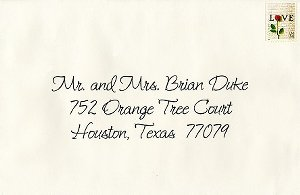 LOVE
Mr. and Mrs. Brian Duke
752 Orange Tree Court
Houston, Texas 77079